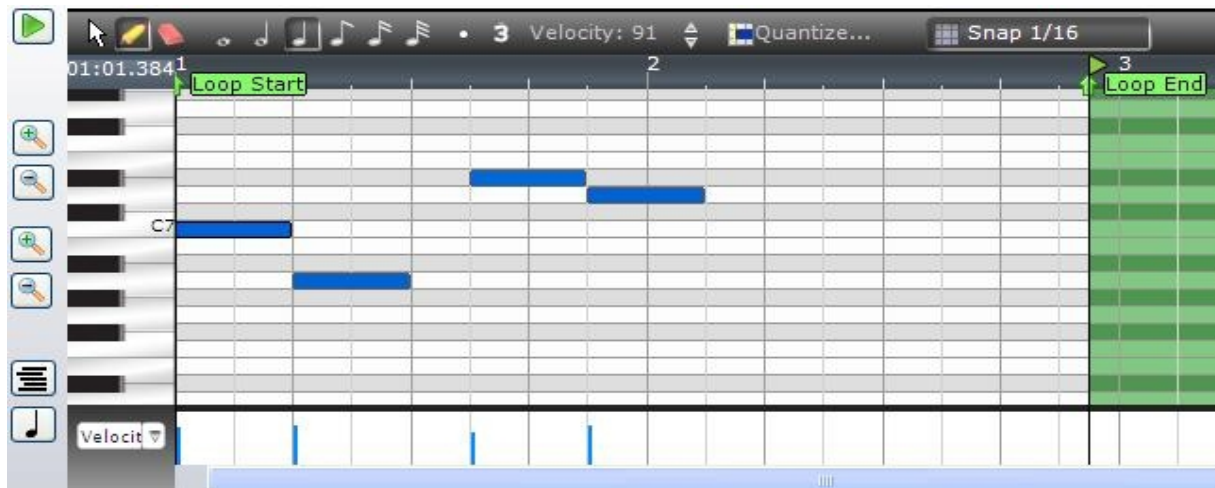 3 Velocity: 91 Quantize... Snap 1/16
01:01.384 1 2 3
Loop Start Loop End
C7
Velocit